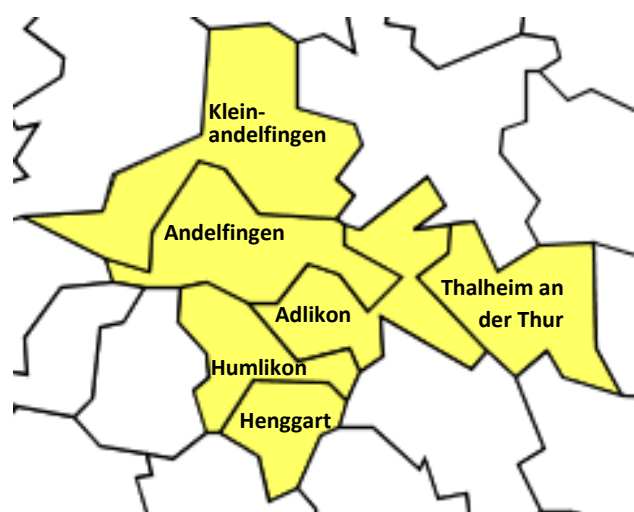 Klein-
andelfingen
Andelfingen
Thalheim an
der Thur
Adlikon
Humlikon
Henggart